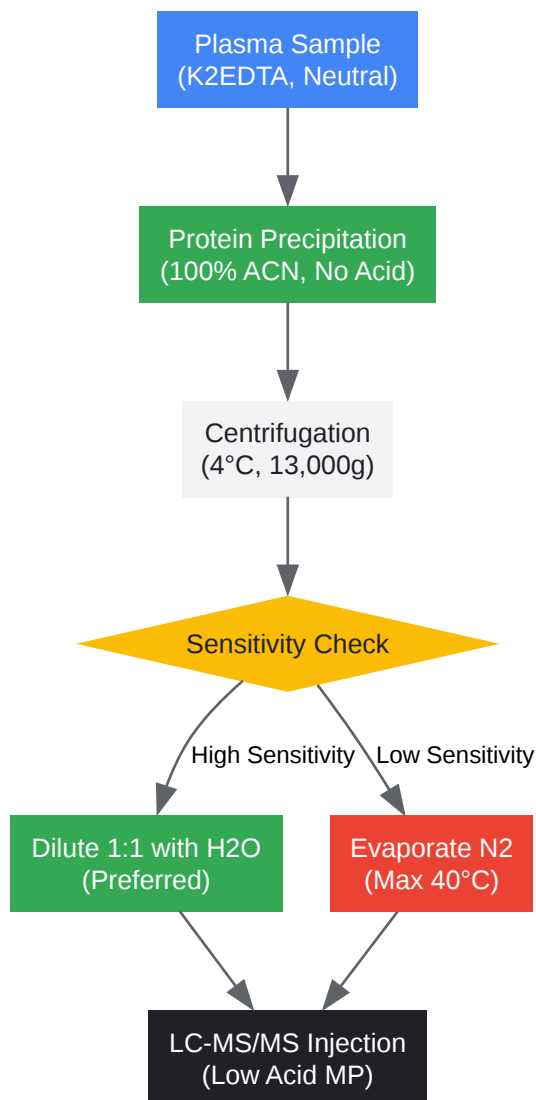 Plasma Sample
(K2EDTA, Neutral)
Protein Precipitation
(100% ACN, No Acid)
Centrifugation
(4°C, 13,000g)
Sensitivity Check
High Sensitivity
Low Sensitivity
Dilute 1:1 with H2O
(Preferred)
Evaporate N2
(Max 40°C)
LC-MS/MS Injection
(Low Acid MP)